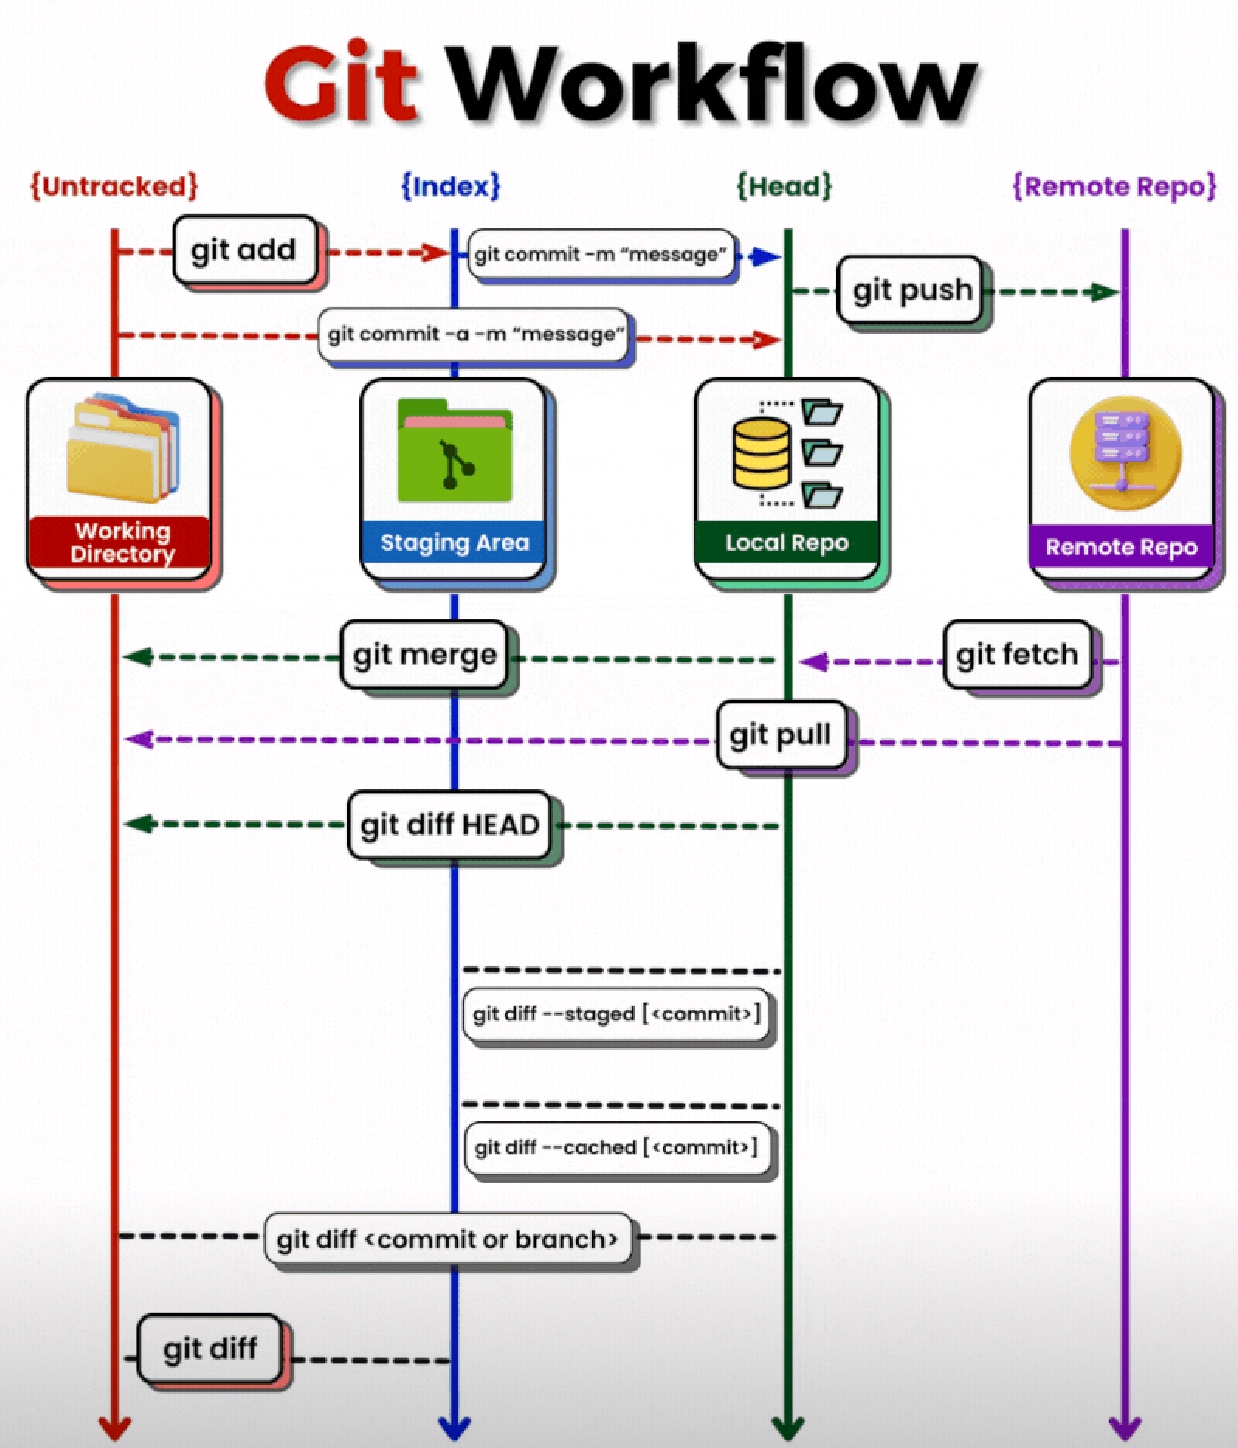 Git Workflow
{Untracked}
{Index}
{Head}
{Remote Repo}
git add
git commit -m “message”
git push
git commit -a -m “message”
Working
Directory
Staging Area
Local Repo
Remote Repo
git merge
git fetch
git pull
git diff HEAD
git diff --staged [<commit>]
git diff --cached [<commit>]
git diff <commit or branch>
git diff